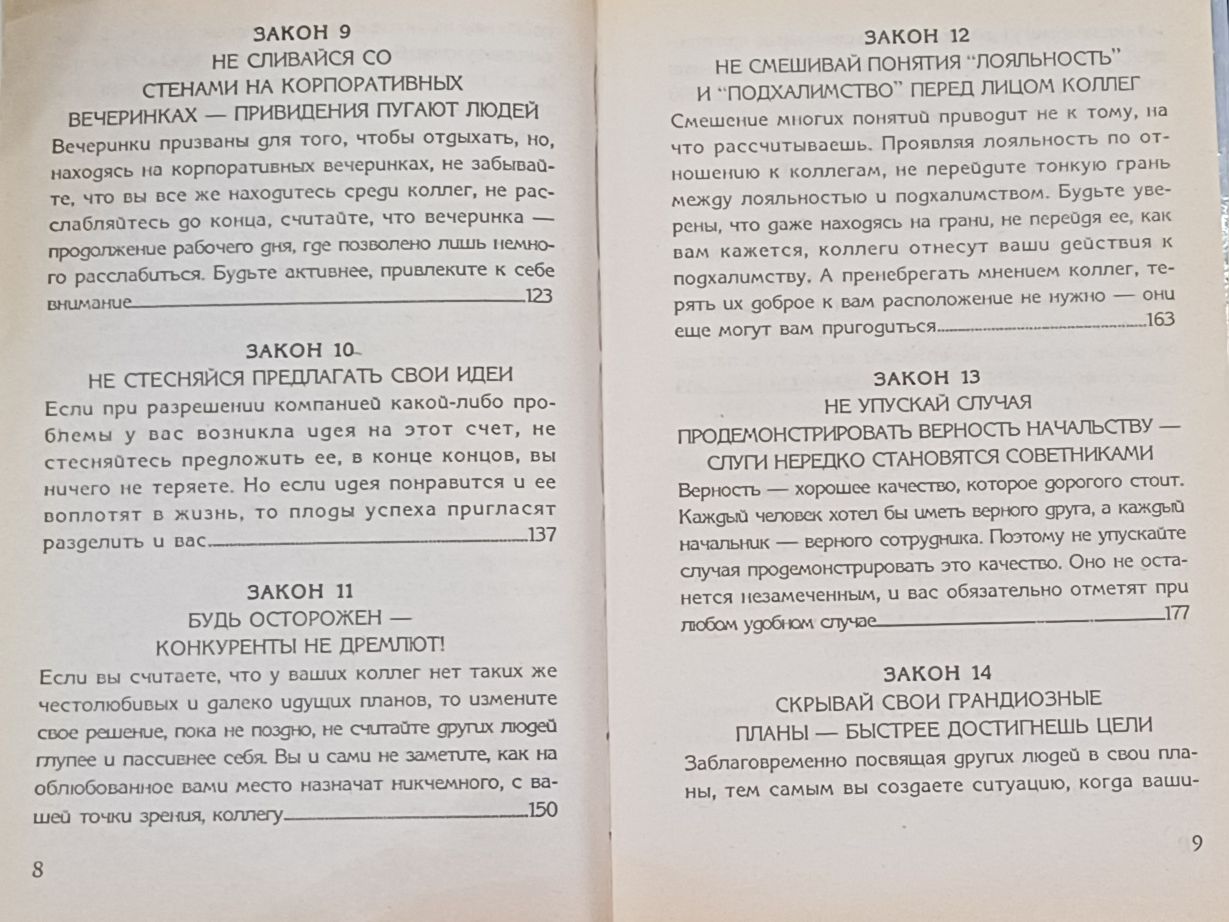 ЗАКОН 9
НЕ СЛИВАЙСЯ СО
СТЕНАМИ НА КОРПОРАТИВНЫХ
ВЕЧЕРИНКАХ — ПРИВИДЕНИЯ ПУГАЮТ ЛЮДЕЙ
Вечеринки призваны для того, чтобы отдыхать, но,
находясь на корпоративных вечеринках, не забывай-
те, что вы все же находитесь среди коллег, не рас-
слабляйтесь до конца, считайте, что вечеринка —
продолжение рабочего дня, где позволено лишь немно-
го расслабиться. Будьте активнее, привлеките к себе
внимание 123
ЗАКОН 10
НЕ СТЕСНЯЙСЯ ПРЕДЛАГАТЬ СВОИ ИДЕИ
Если при разрешении компанией какой-либо про-
блемы у вас возникла идея на этот счет, не
стесняйтесь предложить ее, в конце концов, вы
ничего не теряете. Но если идея понравится и ее
воплотят в жизнь, то плоды успеха пригласят
разделить и вас 137
ЗАКОН 11
БУДЬ ОСТОРОЖЕН —
КОНКУРЕНТЫ НЕ ДРЕМЛЮТ!
Если вы считаете, что у ваших коллег нет таких же
честолюбивых и далеко идущих планов, то измените
свое решение, пока не поздно, не считайте других людей
глупее и пассивнее себя. Вы и сами не заметите, как на
облюбованное вами место назначат никчемного, с ва-
шей точки зрения, коллегу 150
8
ЗАКОН 12
НЕ СМЕШИВАЙ ПОНЯТИЯ “ЛОЯЛЬНОСТЬ”
И “ПОДХАЛИМСТВО” ПЕРЕД ЛИЦОМ КОЛЛЕГ
Смешение многих понятий приводит не к тому, на
что рассчитываешь. Проявляя лояльность по от-
ношению к коллегам, не перейдите тонкую грань
между лояльностью и подхалимством. Будьте уве-
рены, что даже находясь на грани, не перейдя ее, как
вам кажется, коллеги отнесут ваши действия к
подхалимству. А пренебрегать мнением коллег, те-
рять их доброе к вам расположение не нужно — они
еще могут вам пригодиться 163
ЗАКОН 13
НЕ УПУСКАЙ СЛУЧАЯ
ПРОДЕМОНСТРИРОВАТЬ ВЕРНОСТЬ НАЧАЛЬСТВУ —
СЛУГИ НЕРЕДКО СТАНОВЯТСЯ СОВЕТНИКАМИ
Верность — хорошее качество, которое дорогого стоит.
Каждый человек хотел бы иметь верного друга, а каждый
начальник — верного сотрудника. Поэтому не упускайте
случая продемонстрировать это качество. Оно не оста-
нется незамеченным, и вас обязательно отметят при
любом удобном случае 177
ЗАКОН 14
СКРЫВАЙ СВОИ ГРАНДИОЗНЫЕ
ПЛАНЫ — БЫСТРЕЕ ДОСТИГНЕШЬ ЦЕЛИ
Заблаговременно посвящая других людей в свои пла-
ны, тем самым вы создаете ситуацию, когда ваши-
9